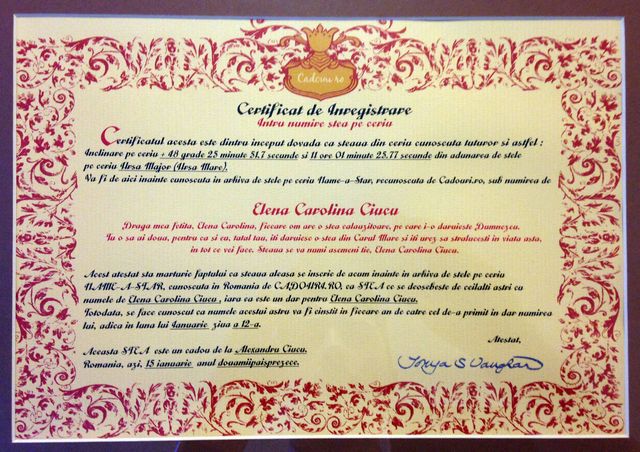 Cadouri.ro
Certificat de Inregistrare
Intru numire stea pe ceriu
Certificatul acesta este dintru inceput dovada ca steaua din ceriu cunoscuta tuturor si astfel :
Inclinare pe ceriu + 48 grade 25 minute 51,7 secunde si 11 ore 01 minute 23.77 secunde din adunarea de stele
pe ceriu Ursa Major (Ursa Mare).
Va fi de aici inainte cunoscuta in arhiva de stele pe ceriu Name-a-Star, recunoscuta de Cadouri.ro, sub numirea de
Elena Carolina Ciucu
Draga mea fetita, Elena Carolina, fiecare om are o stea calauzitoare, pe care i-o daruieste Dumnezeu.
Tu o sa ai doua, pentru ca si eu, tatal tau, iti daruiesc o stea din Carul Mare si iti urez sa stralucesti in viata asta,
in tot ce vei face. Steaua se va numi asemeni tie, Elena Carolina Ciucu.
Acest atestat sta marturie faptului ca steaua aleasa se inscrie de acum inainte in arhiva de stele pe ceriu
NAME-A-STAR, cunoscuta in Romania de CADOURI.RO, ca STEA ce se deosebeste de ceilalti astri cu
numele de Elena Carolina Ciucu , iara ea este un dar pentru Elena Carolina Ciucu.
Totodata, se face cunoscut ca numele acestui astru va fi cinstit in fiecare an de catre cel de-a primit in dar numirea
lui, adica in luna lui Ianuarie ziua a 12-a.
Atestat,
Aceasta STEA este un cadou de la Alexandru Ciucu.
Romania, azi, 15 ianuarie anul douamiipaisprezece.
Tonya S Vaughan